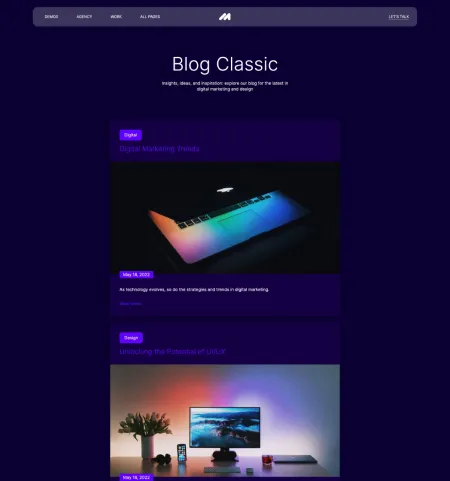 DEMOS
AGENCY
WORK
ALL PAGES
LET'S TALK
Blog Classic
Insights, ideas, and inspiration: explore our blog for the latest in
digital marketing and design
Digital
Digital Marketing Trends
May 18, 2022
As technology evolves, so do the strategies and trends in digital marketing.
Design
Unlocking the Potential of UI/UX
May 18, 2022